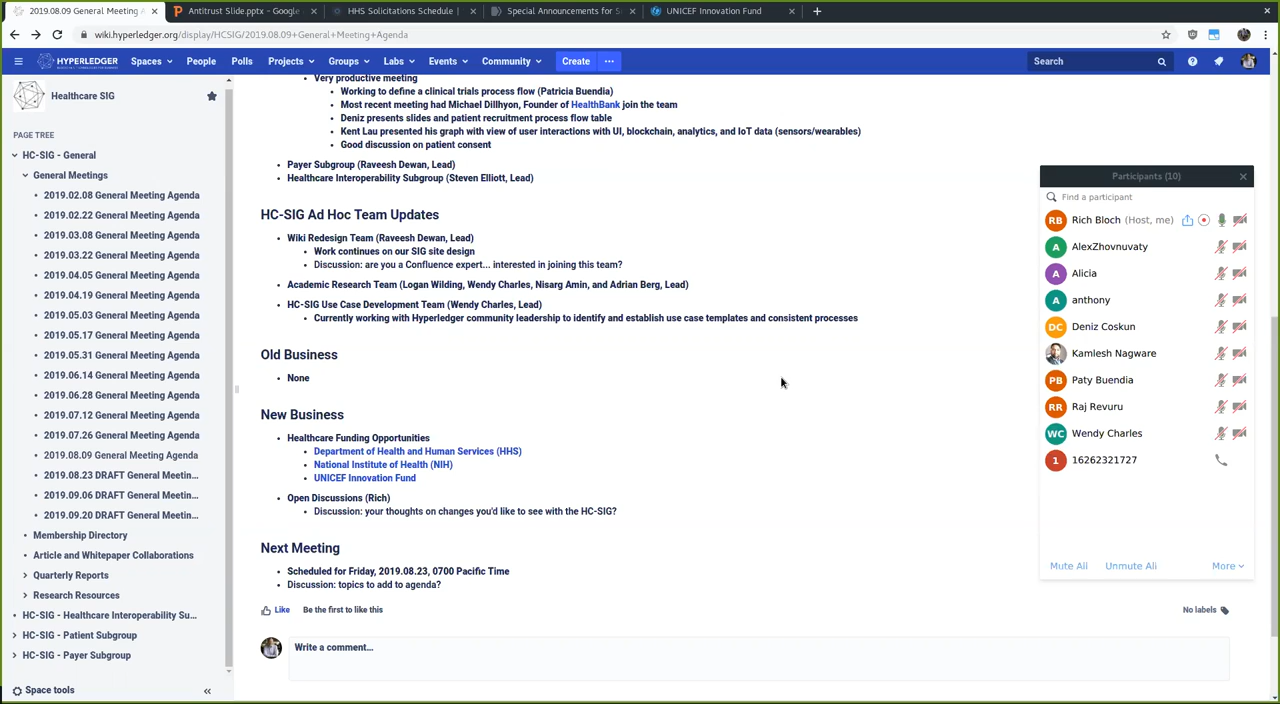 2019.08.09 General Meeting A
Antitrust Slide.pptx - Google
HHS Solicitations Schedule |
Special Announcements for S
UNICEF Innovation Fund
wiki.hyperledger.org/display/HCSIG/2019.08.09+General+Meeting+Agenda
HYPERLEDGER
Spaces
People
Polls
Projects
Groups
Labs
Events
Community
Create
Search
Healthcare SIG
PAGE TREE
HC-SIG - General
General Meetings
2019.02.08 General Meeting Agenda
2019.02.22 General Meeting Agenda
2019.03.08 General Meeting Agenda
2019.03.22 General Meeting Agenda
2019.04.05 General Meeting Agenda
2019.04.19 General Meeting Agenda
2019.05.03 General Meeting Agenda
2019.05.17 General Meeting Agenda
2019.05.31 General Meeting Agenda
2019.06.14 General Meeting Agenda
2019.06.28 General Meeting Agenda
2019.07.12 General Meeting Agenda
2019.07.26 General Meeting Agenda
2019.08.09 General Meeting Agenda
2019.08.23 DRAFT General Meetin...
2019.09.06 DRAFT General Meetin...
2019.09.20 DRAFT General Meetin...
Membership Directory
Article and Whitepaper Collaborations
Quarterly Reports
Research Resources
HC-SIG - Healthcare Interoperability Su...
HC-SIG - Patient Subgroup
HC-SIG - Payer Subgroup
Space tools
Very productive meeting
Working to define a clinical trials process flow (Patricia Buendia)
Most recent meeting had Michael Dillhyon, Founder of HealthBank join the team
Deniz presents slides and patient recruitment process flow table
Kent Lau presented his graph with view of user interactions with UI, blockchain, analytics, and IoT data (sensors/wearables)
Good discussion on patient consent
Payer Subgroup (Raveesh Dewan, Lead)
Healthcare Interoperability Subgroup (Steven Elliott, Lead)
HC-SIG Ad Hoc Team Updates
Wiki Redesign Team (Raveesh Dewan, Lead)
Work continues on our SIG site design
Discussion: are you a Confluence expert... interested in joining this team?
Academic Research Team (Logan Wilding, Wendy Charles, Nisarg Amin, and Adrian Berg, Lead)
HC-SIG Use Case Development Team (Wendy Charles, Lead)
Currently working with Hyperledger community leadership to identify and establish use case templates and consistent processes
Old Business
None
New Business
Healthcare Funding Opportunities
Department of Health and Human Services (HHS)
National Institute of Health (NIH)
UNICEF Innovation Fund
Open Discussions (Rich)
Discussion: your thoughts on changes you'd like to see with the HC-SIG?
Next Meeting
Scheduled for Friday, 2019.08.23, 0700 Pacific Time
Discussion: topics to add to agenda?
Like
Be the first to like this
No labels
Write a comment...
Participants (10)
Find a participant
RB Rich Bloch (Host, me)
A AlexZhovnuvaty
A Alicia
A anthony
DC Deniz Coskun
Kamlesh Nagware
PB Paty Buendia
RR Raj Revuru
WC Wendy Charles
1 16262321727
Mute All
Unmute All
More